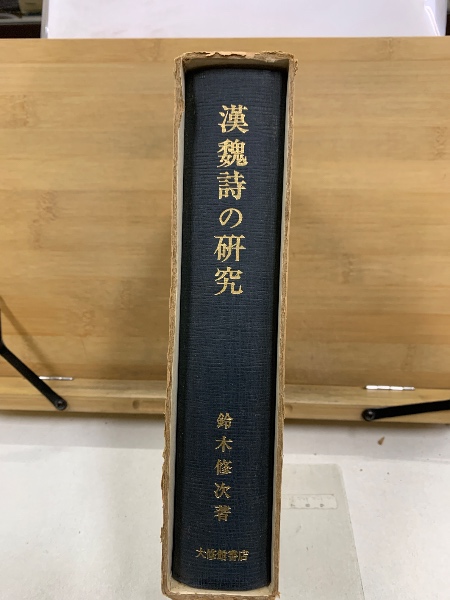 漢魏詩の研究
鈴木修次著
大修館書店